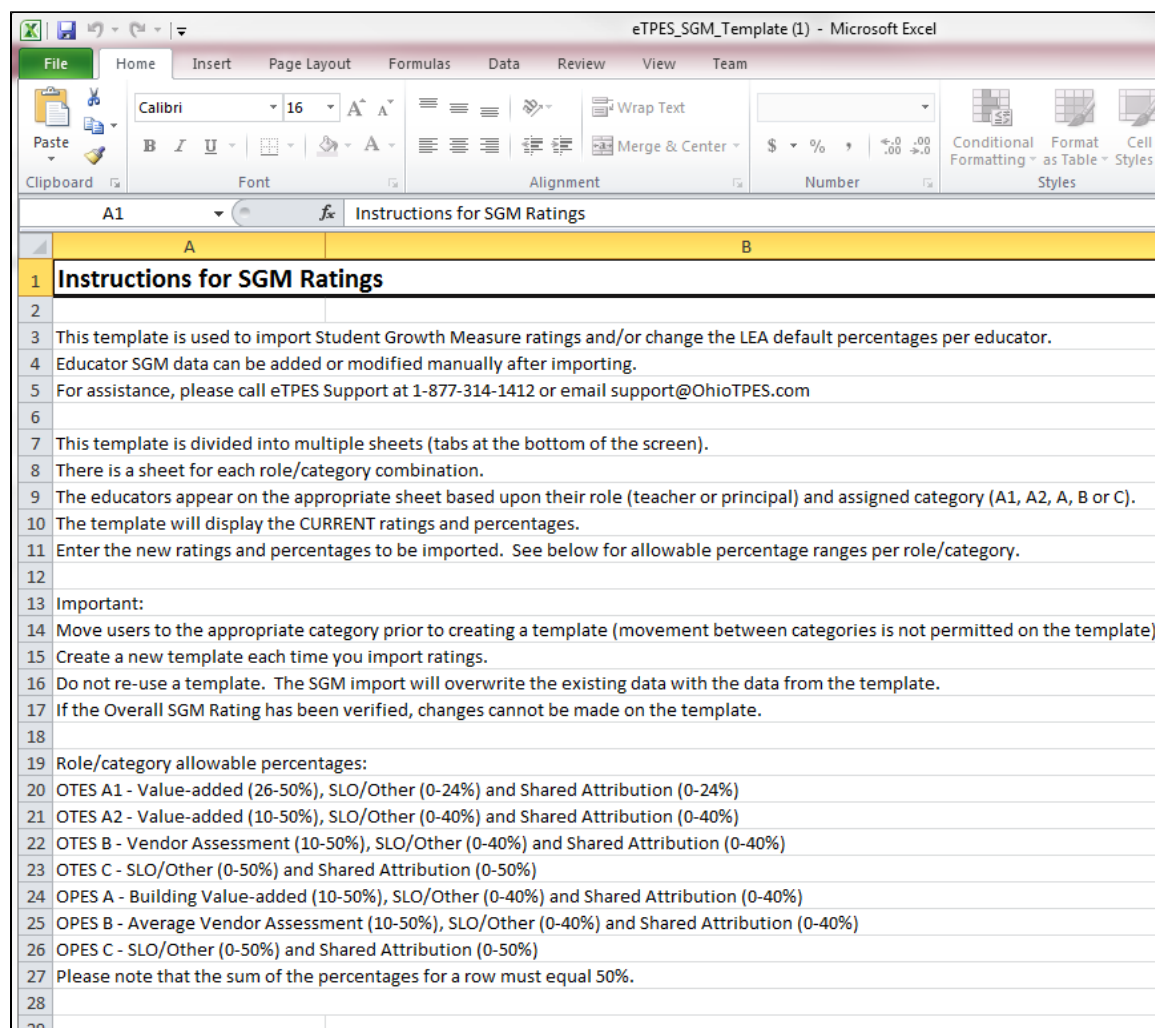 eTPES_SGM_Template (1) - Microsoft Excel
File Home Insert Page Layout Formulas Data Review View Team
Calibri 16
Paste
Wrap Text
Merge & Center
$ % ,
Conditional Formatting
Format as Table
Cell Styles
Clipboard Font Alignment Number Styles
A1 fx Instructions for SGM Ratings
A B
1 Instructions for SGM Ratings
2
3 This template is used to import Student Growth Measure ratings and/or change the LEA default percentages per educator.
4 Educator SGM data can be added or modified manually after importing.
5 For assistance, please call eTPES Support at 1-877-314-1412 or email support@OhioTPES.com
6
7 This template is divided into multiple sheets (tabs at the bottom of the screen).
8 There is a sheet for each role/category combination.
9 The educators appear on the appropriate sheet based upon their role (teacher or principal) and assigned category (A1, A2, A, B or C).
10 The template will display the CURRENT ratings and percentages.
11 Enter the new ratings and percentages to be imported. See below for allowable percentage ranges per role/category.
12
13 Important:
14 Move users to the appropriate category prior to creating a template (movement between categories is not permitted on the template)
15 Create a new template each time you import ratings.
16 Do not re-use a template. The SGM import will overwrite the existing data with the data from the template.
17 If the Overall SGM Rating has been verified, changes cannot be made on the template.
18
19 Role/category allowable percentages:
20 OTES A1 - Value-added (26-50%), SLO/Other (0-24%) and Shared Attribution (0-24%)
21 OTES A2 - Value-added (10-50%), SLO/Other (0-40%) and Shared Attribution (0-40%)
22 OTES B - Vendor Assessment (10-50%), SLO/Other (0-40%) and Shared Attribution (0-40%)
23 OTES C - SLO/Other (0-50%) and Shared Attribution (0-50%)
24 OPES A - Building Value-added (10-50%), SLO/Other (0-40%) and Shared Attribution (0-40%)
25 OPES B - Average Vendor Assessment (10-50%), SLO/Other (0-40%) and Shared Attribution (0-40%)
26 OPES C - SLO/Other (0-50%) and Shared Attribution (0-50%)
27 Please note that the sum of the percentages for a row must equal 50%.
28
29